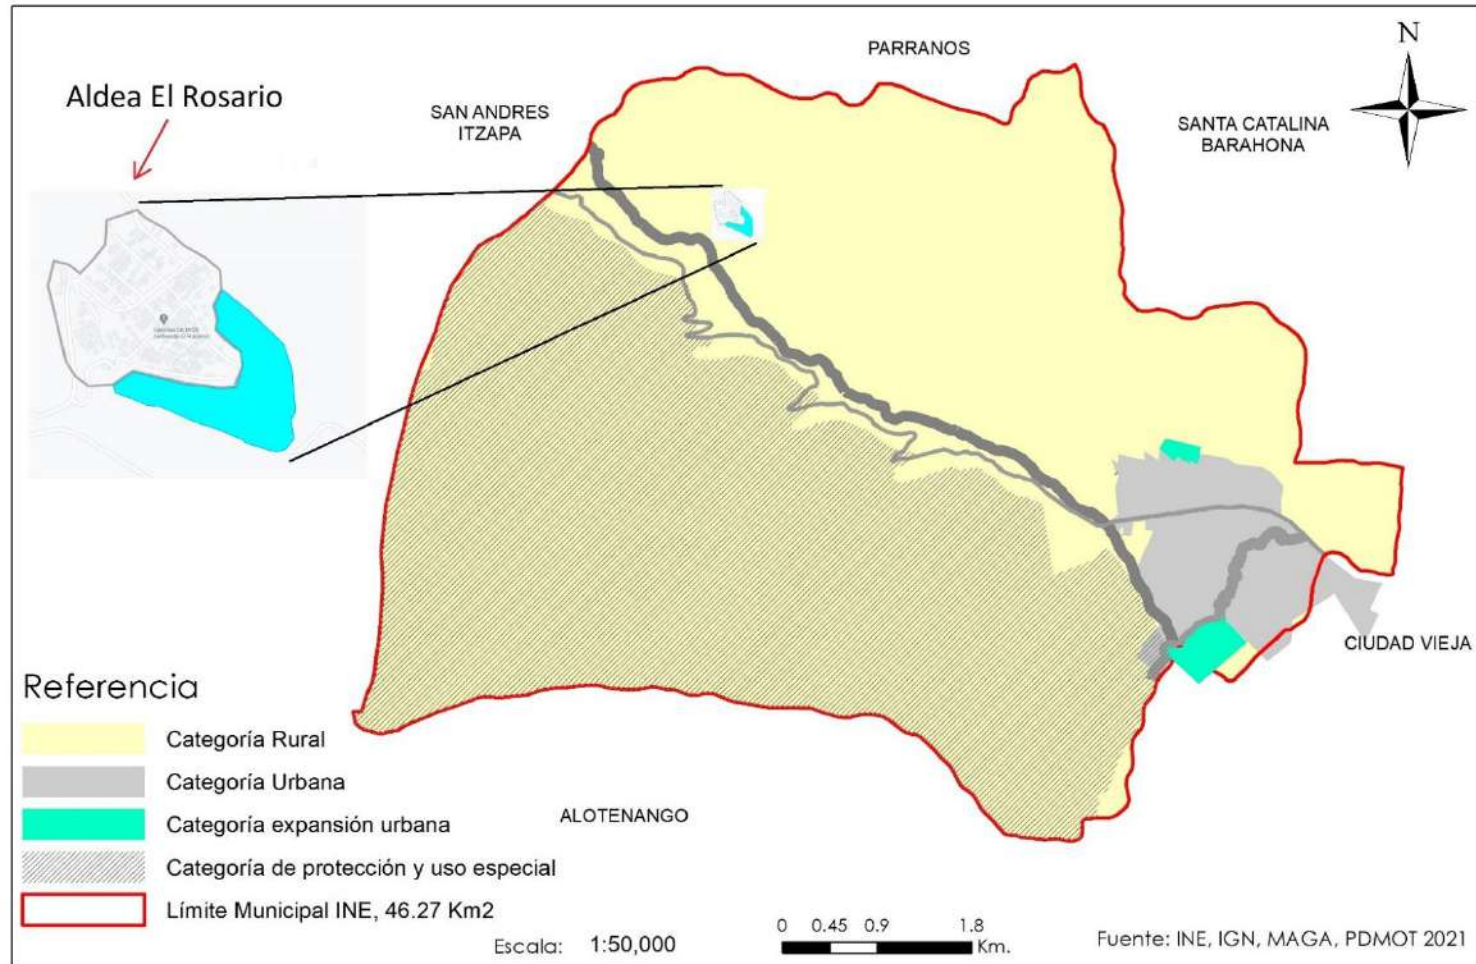 PARRANOS
N
Aldea El Rosario
SAN ANDRES
ITZAPA
SANTA CATALINA
BARAHONA
CIUDAD VIEJA
Referencia
Categoría Rural
Categoría Urbana
Categoría expansión urbana
ALOTENANGO
Categoría de protección y uso especial
Límite Municipal INE, 46.27 Km2
Escala: 1:50,000
0 0.45 0.9 1.8
Km.
Fuente: INE, IGN, MAGA, PDMOT 2021